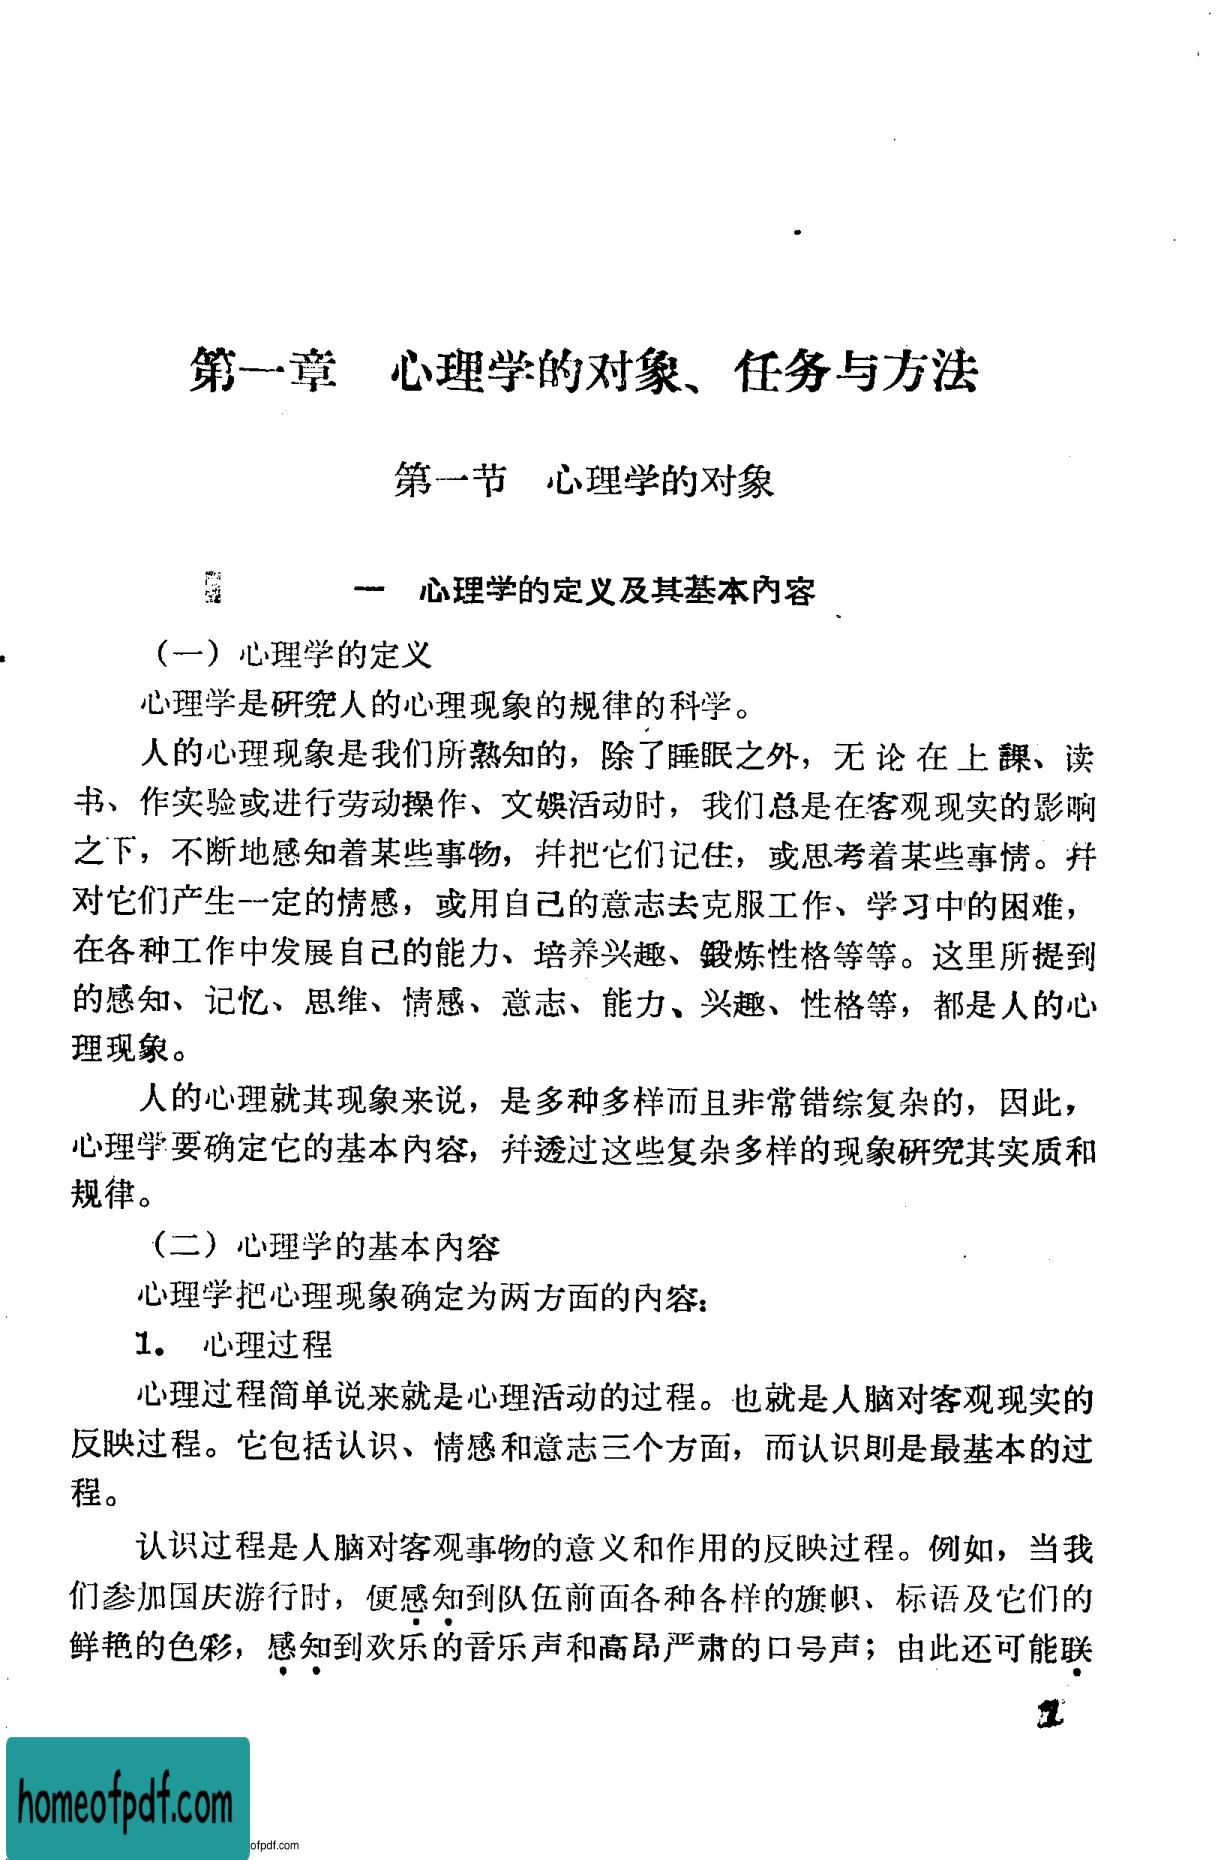 第一章　心理学的对象、任务与方法
第一节　心理学的对象
一　心理学的定义及其基本内容
（一）心理学的定义
心理学是研究人的心理现象的规律的科学。
人的心理现象是我们所熟知的，除了睡眠之外，无论在上課、读
书、作实验或进行劳动操作、文娱活动时，我们总是在客观现实的影响
之下，不断地感知着某些事物，幷把它们记住，或思考着某些事情。幷
对它们产生一定的情感，或用自己的意志去克服工作、学习中的困难，
在各种工作中发展自己的能力、培养兴趣、鍛炼性格等等。这里所提到
的感知、记忆、思维、情感、意志、能力、兴趣、性格等，都是人的心
理现象。
人的心理就其现象来说，是多种多样而且非常错综复杂的，因此，
心理学要确定它的基本内容，幷透过这些复杂多样的现象研究其实质和
规律。
（二）心理学的基本内容
心理学把心理现象确定为两方面的内容：
1.　心理过程
心理过程简单说来就是心理活动的过程。也就是人脑对客观现实的
反映过程。它包括认识、情感和意志三个方面，而认识則是最基本的过
程。
认识过程是人脑对客观事物的意义和作用的反映过程。例如，当我
们参加国庆游行时，便感知到队伍前面各种各样的旗帜、标语及它们的
鲜艳的色彩，感知到欢乐的音乐声和高昂严肃的口号声；由此还可能联
1
homeofpdf.com
ofpdf.com